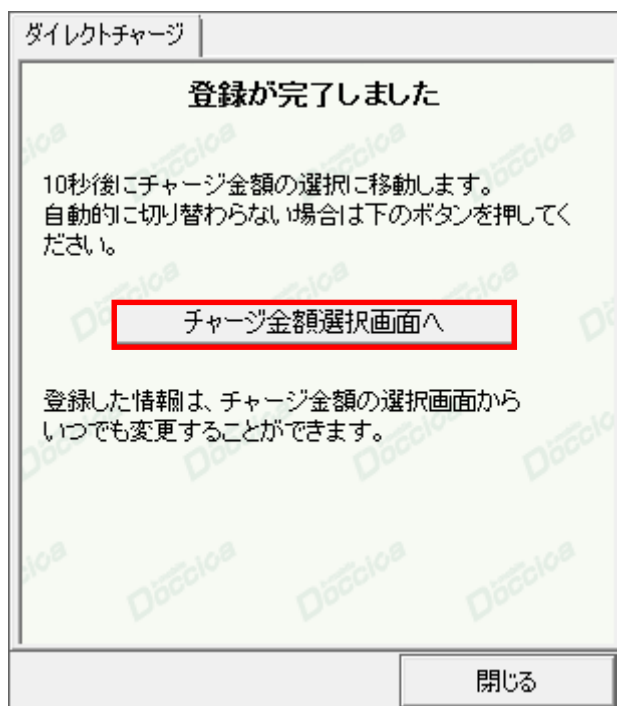 ダイレクトチャージ
登録が完了しました
10秒後にチャージ金額の選択に移動します。
自動的に切り替わらない場合は下のボタンを押してく
ださい。
チャージ金額選択画面へ
登録した情報は、チャージ金額の選択画面から
いつでも変更することができます。
閉じる